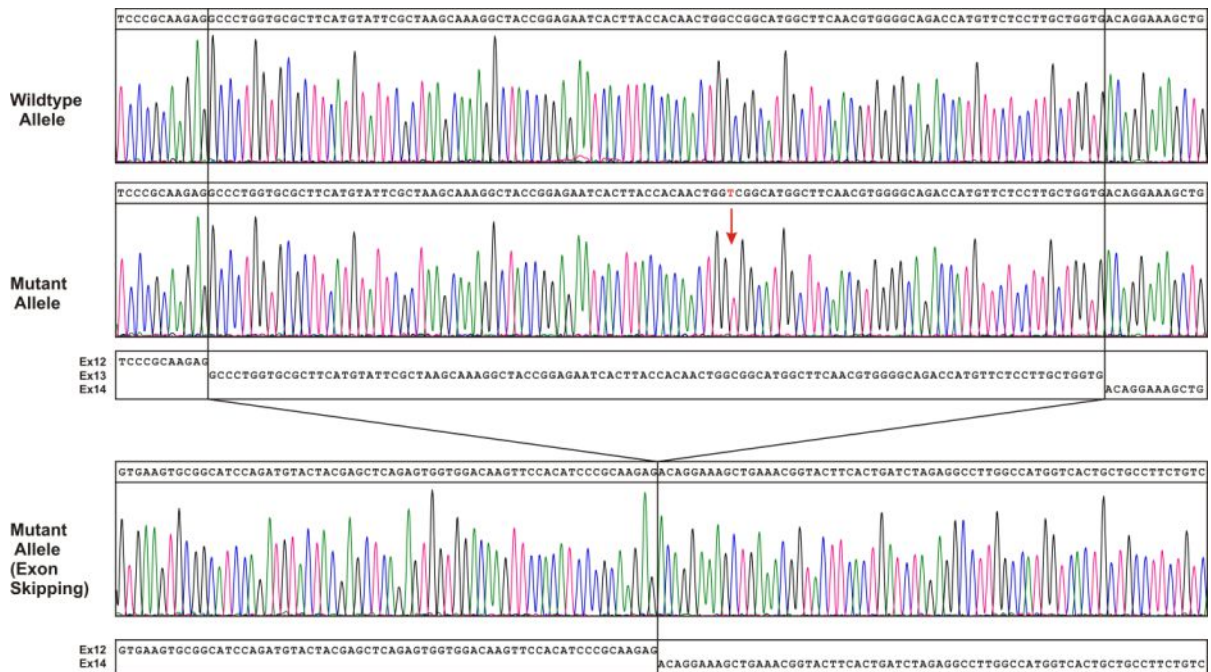 TCCCGCAAGAGGCCCTGGTGCGCTTCATGTATTCGCTAAGCAAAGGCTACCGGAGAATCACTTACCACAACTGGCCGGCATGGCTTCAACGTGGGGCAGACCATGTTCTCCTTGCTGGTGACAGGAAAGCTG
Wildtype
Allele
TCCCGCAAGAGGCCCTGGTGCGCTTCATGTATTCGCTAAGCAAAGGCTACCGGAGAATCACTTACCACAACTGGTCGGCATGGCTTCAACGTGGGGCAGACCATGTTCTCCTTGCTGGTGACAGGAAAGCTG
Mutant
Allele
Ex12 TCCCGCAAGAG
Ex13 GCCCTGGTGCGCTTCATGTATTCGCTAAGCAAAGGCTACCGGAGAATCACTTACCACAACTGGCGGCATGGCTTCAACGTGGGGCAGACCATGTTCTCCTTGCTGGTG
Ex14 ACAGGAAAGCTG
GTGAAGTGCGGCATCCAGATGTACTACGAGCTCAGAGTGGTGGACAAGTTCCACATCCCGCAAGAGACAGGAAAGCTGAAACGGTACTTCACTGATCTAGAGGCCTTGGCCATGGTCACTGCTGCCTTCTGTC
Mutant
Allele
(Exon
Skipping)
Ex12 GTGAAGTGCGGCATCCAGATGTACTACGAGCTCAGAGTGGTGGACAAGTTCCACATCCCGCAAGAG
Ex14 ACAGGAAAGCTGAAACGGTACTTCACTGATCTAGAGGCCTTGGCCATGGTCACTGCTGCCTTCTGTC